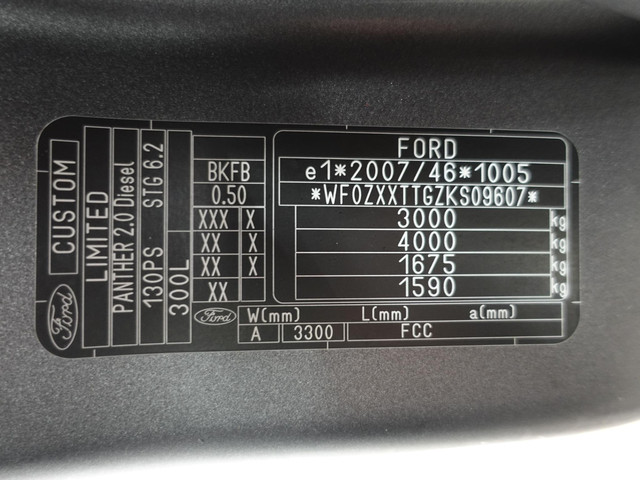 CUSTOM
LIMITED
PANTHER 2.0 Diesel
130PS STG 6.2
300L
BKFB
0.50
XXX X
XX X
XX X
XX
FORD
e1*2007/46*1005
*WF0ZXXTTGZKS09607*
3000 kg
4000 kg
1675 kg
1590 kg
Ford
Ford
W(mm) L(mm) a(mm)
A 3300 FCC